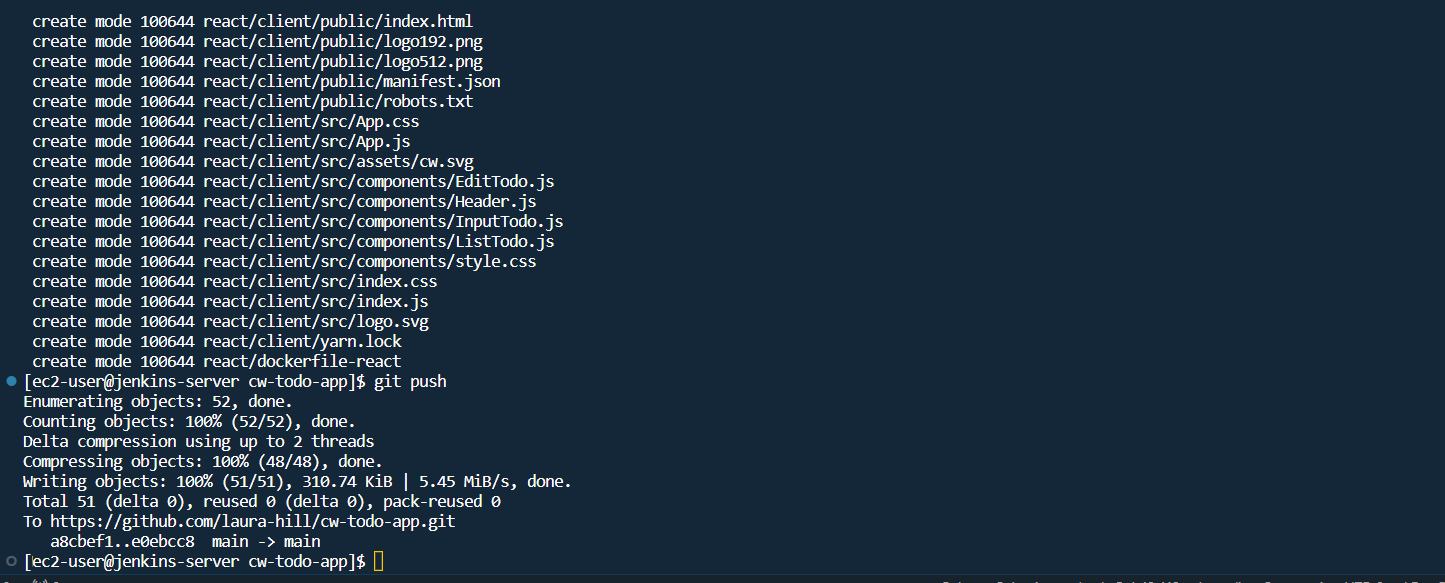 create mode 100644 react/client/public/index.html
create mode 100644 react/client/public/logo192.png
create mode 100644 react/client/public/logo512.png
create mode 100644 react/client/public/manifest.json
create mode 100644 react/client/public/robots.txt
create mode 100644 react/client/src/App.css
create mode 100644 react/client/src/App.js
create mode 100644 react/client/src/assets/cw.svg
create mode 100644 react/client/src/components/EditTodo.js
create mode 100644 react/client/src/components/Header.js
create mode 100644 react/client/src/components/InputTodo.js
create mode 100644 react/client/src/components/ListTodo.js
create mode 100644 react/client/src/components/style.css
create mode 100644 react/client/src/index.css
create mode 100644 react/client/src/index.js
create mode 100644 react/client/src/logo.svg
create mode 100644 react/client/yarn.lock
create mode 100644 react/dockerfile-react
[ec2-user@jenkins-server cw-todo-app]$ git push
Enumerating objects: 52, done.
Counting objects: 100% (52/52), done.
Delta compression using up to 2 threads
Compressing objects: 100% (48/48), done.
Writing objects: 100% (51/51), 310.74 KiB | 5.45 MiB/s, done.
Total 51 (delta 0), reused 0 (delta 0), pack-reused 0
To https://github.com/laura-hill/cw-todo-app.git
a8cbef1..e0ebcc8 main -> main
[ec2-user@jenkins-server cw-todo-app]$